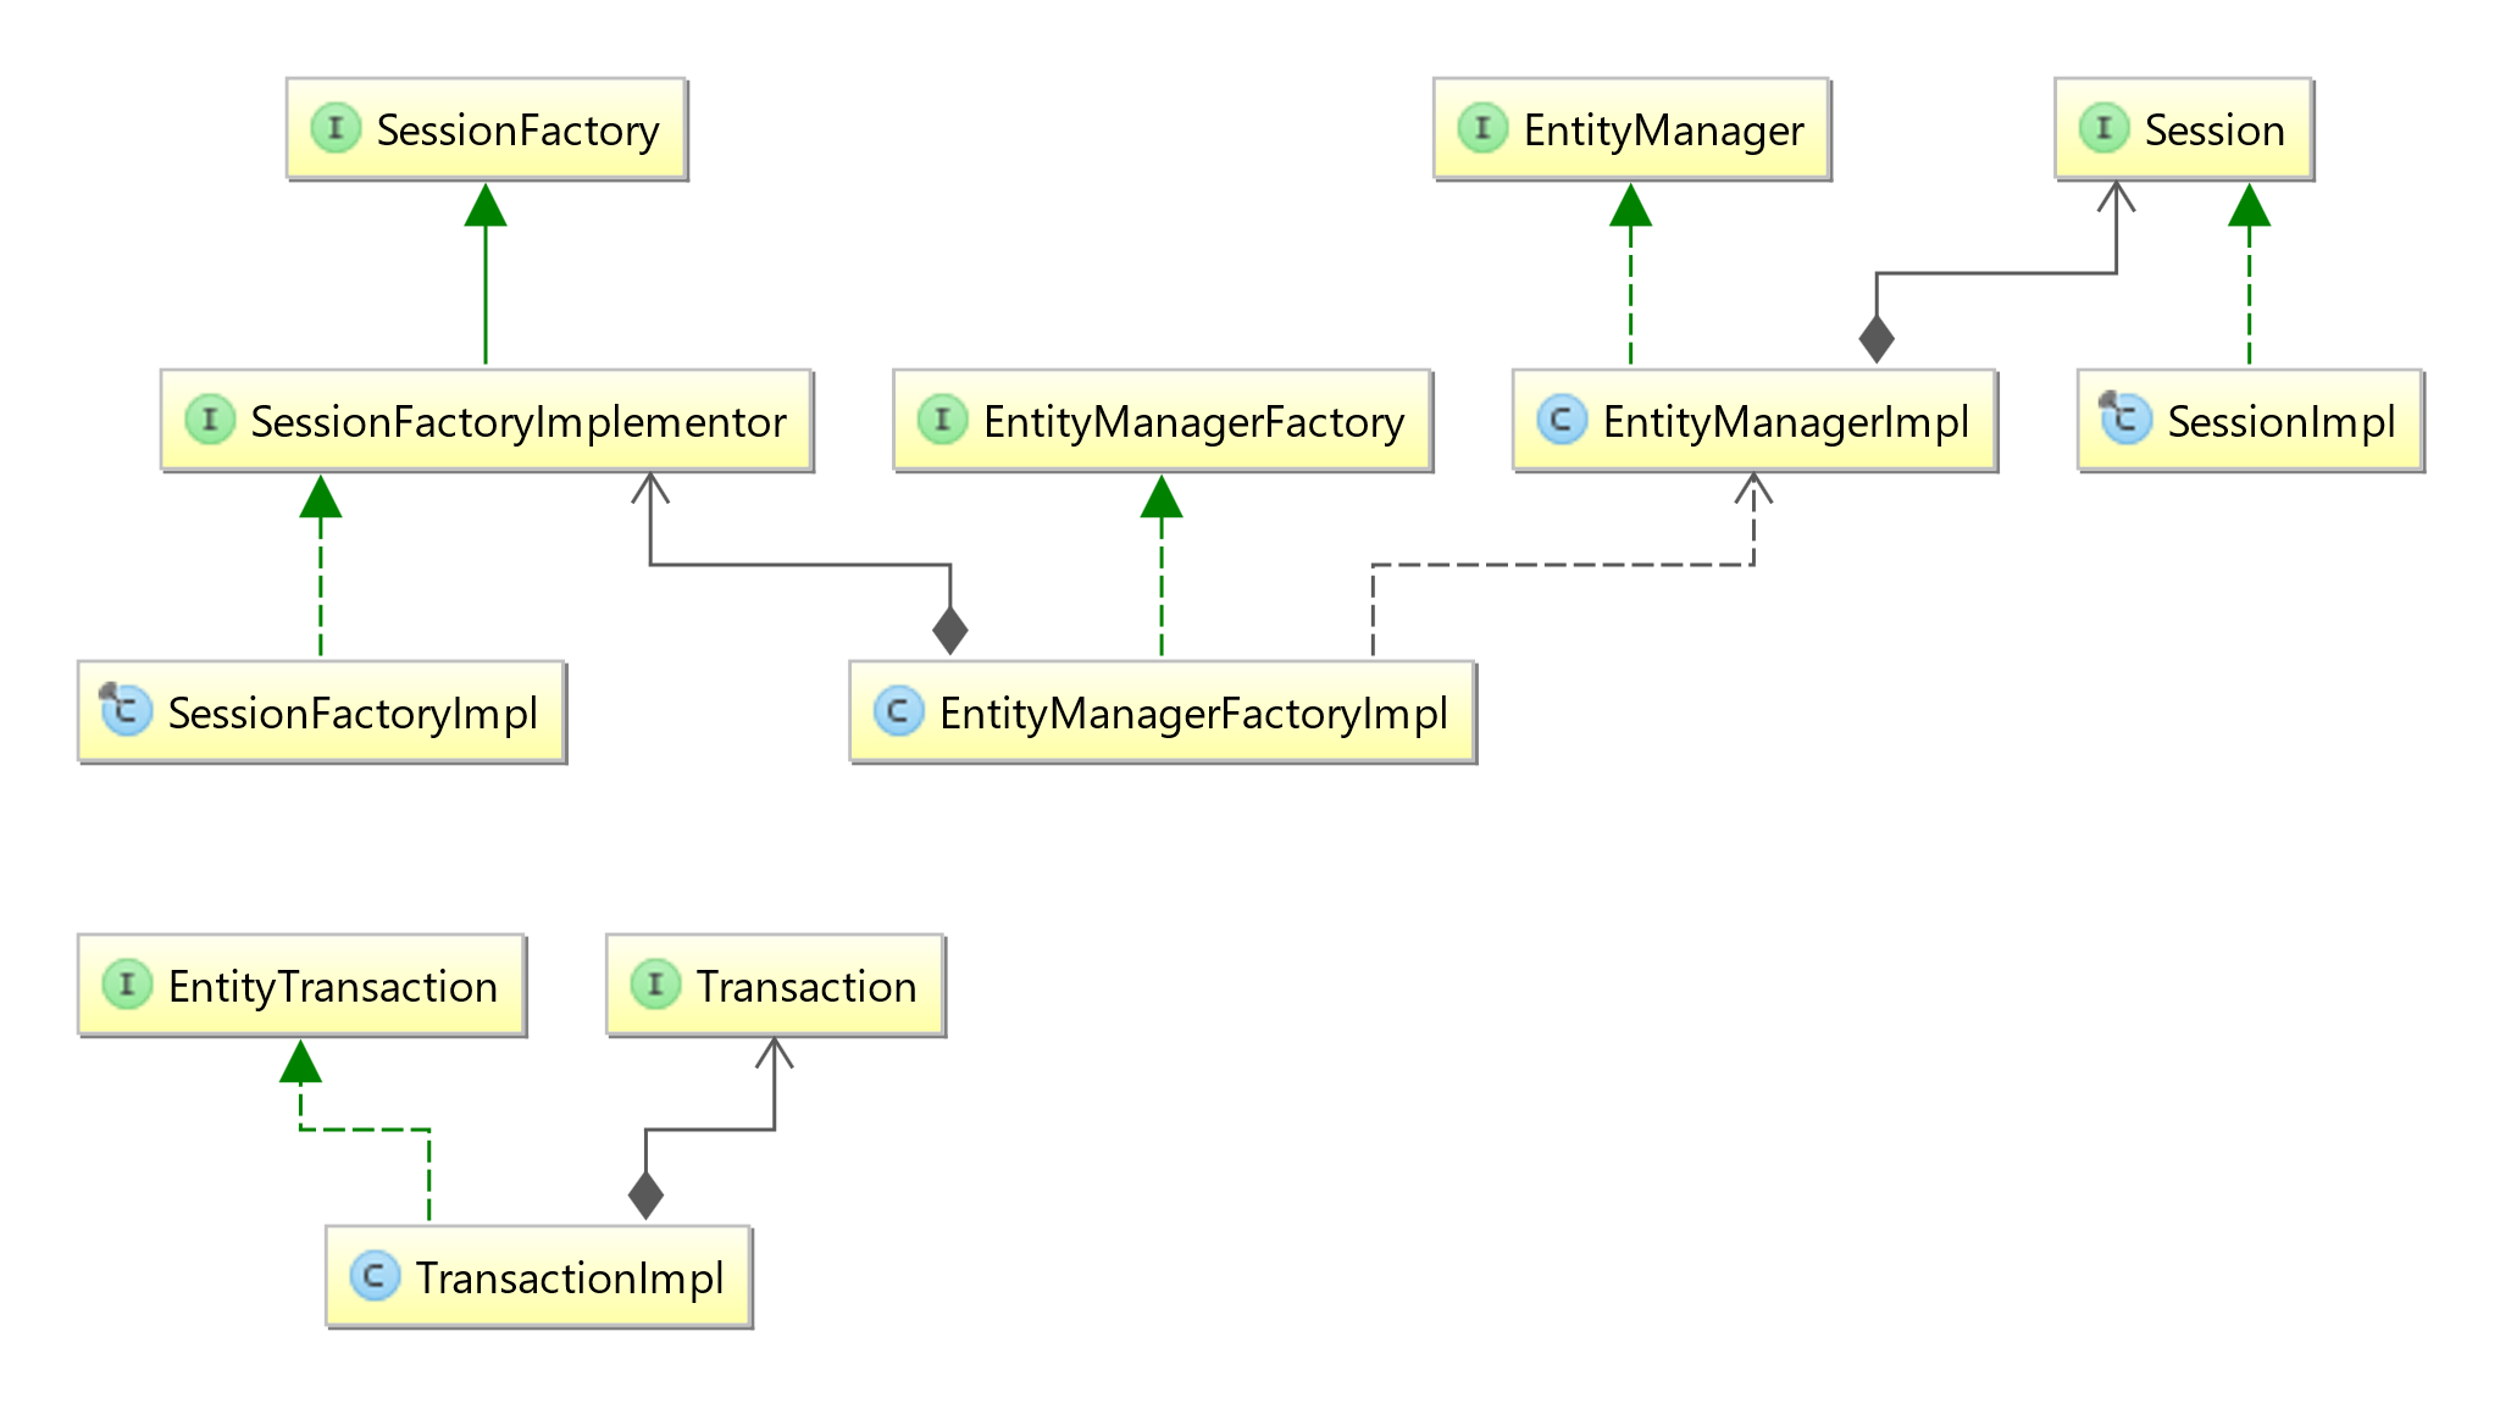 I SessionFactory
I EntityManager
I Session
I SessionFactoryImplementor
I EntityManagerFactory
C EntityManagerImpl
C SessionImpl
C SessionFactoryImpl
C EntityManagerFactoryImpl
I EntityTransaction
I Transaction
C TransactionImpl